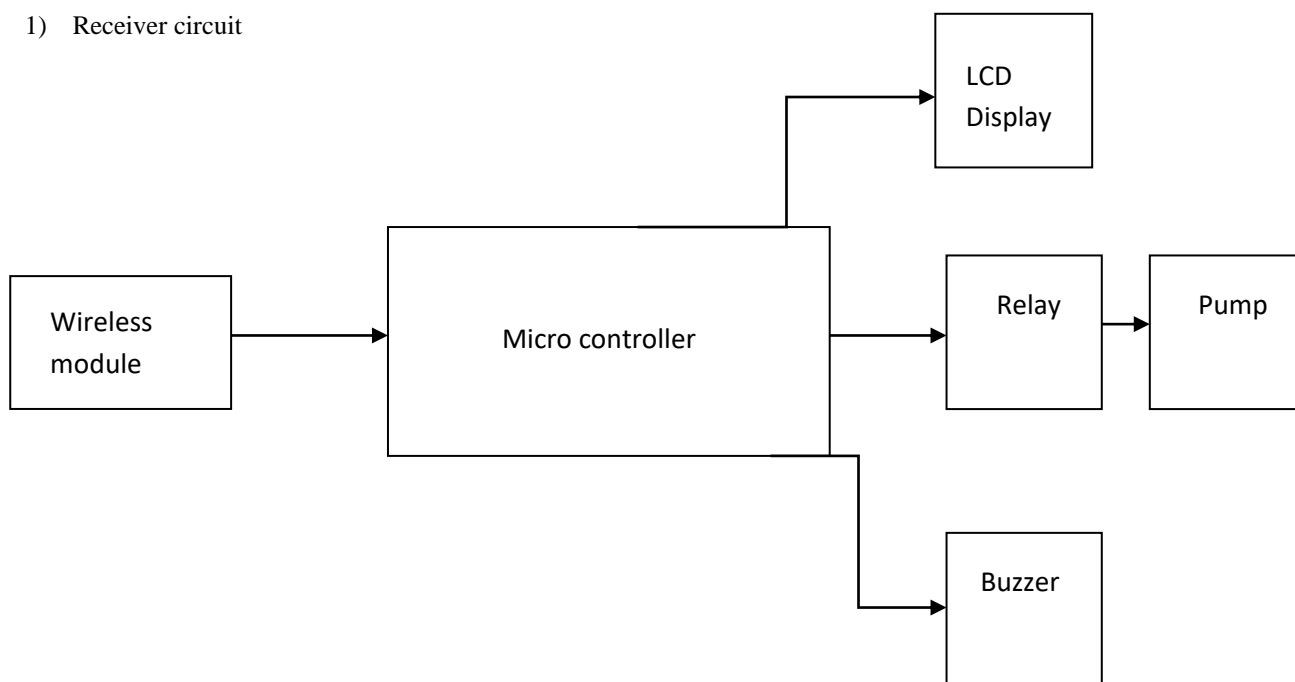 1) Receiver circuit
LCD
Display
Wireless
module
Micro controller
Relay
Pump
Buzzer